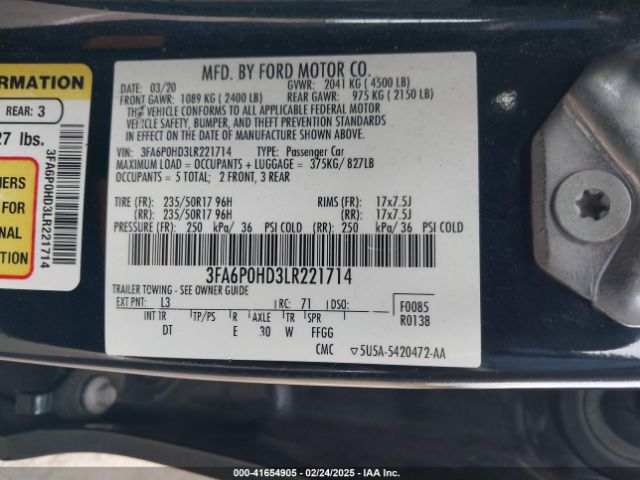 ORMATION
REAR: 3
27 lbs.
NERS
FOR
ONAL
TION
3FA6P0HD3LR221714
MFD. BY FORD MOTOR CO.
03/20 GVWR: 2041 KG ( 4500 LB)
FRONT GAWR: 1089 KG ( 2400 LB) REAR GAWR: 975 KG ( 2150 LB)
THIS VEHICLE CONFORMS TO ALL APPLICABLE FEDERAL MOTOR
VEHICLE SAFETY, BUMPER, AND THEFT PREVENTION STANDARDS
IN EFFECT ON THE DATE OF MANUFACTURE SHOWN ABOVE.
VIN: 3FA6P0HD3LR221714 TYPE: Passenger Car
MAXIMUM LOAD = OCCUPANTS + LUGGAGE = 375KG/ 827LB
OCCUPANTS = 5 TOTAL; 2 FRONT, 3 REAR
TIRE (FR): 235/50R17 96H RIMS (FR): 17x7.5J
(RR): 235/50R17 96H (RR): 17x7.5J
PRESSURE (FR): 250 kPa/ 36 PSI COLD (RR): 250 kPa/ 36 PSI COLD
3FA6P0HD3LR221714
TRAILER TOWING - SEE OWNER GUIDE
EXT PNT: L3 RC: 71 DSO: F0085
R0138
INT TR TP/PS R AXLE TR SPR
DT E 30 W FFGG
CMC ▽5USA-5420472-AA
000-41654905 - 02/24/2025 - IAA Inc.